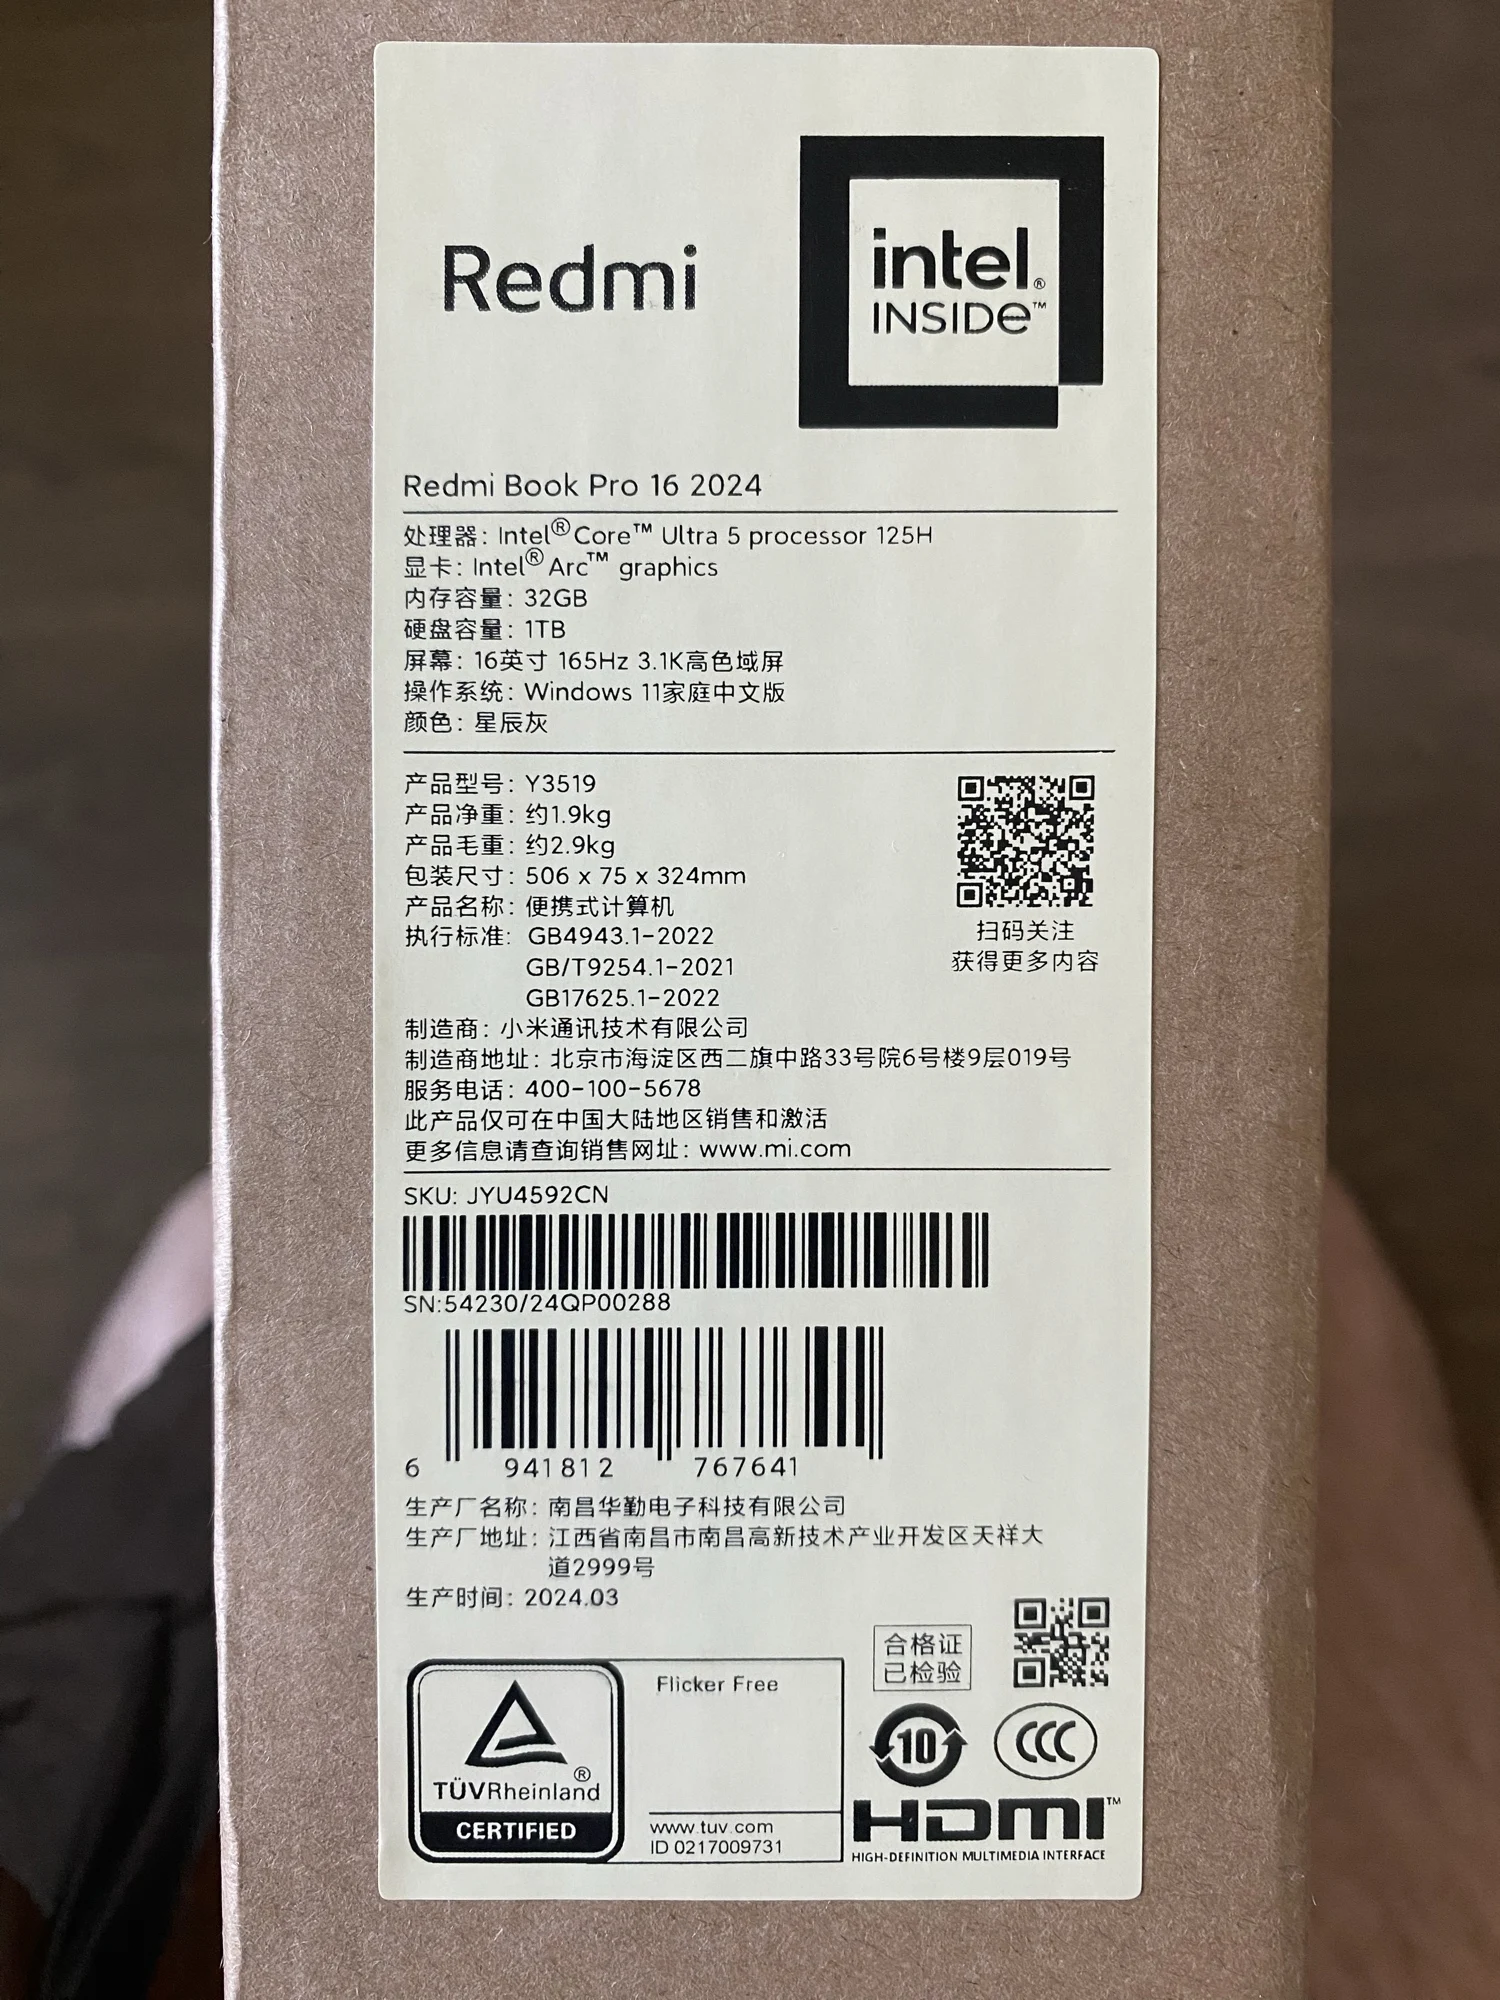 Redmi
intel® INSIDE™
Redmi Book Pro 16 2024
处理器: Intel® Core™ Ultra 5 processor 125H
显卡: Intel® Arc™ graphics
内存容量: 32GB
硬盘容量: 1TB
屏幕: 16英寸 165Hz 3.1K高色域屏
操作系统: Windows 11家庭中文版
颜色: 星辰灰
产品型号: Y3519
产品净重: 约1.9kg
产品毛重: 约2.9kg
包装尺寸: 506 x 75 x 324mm
产品名称: 便携式计算机
执行标准: GB4943.1-2022
GB/T9254.1-2021
GB17625.1-2022
扫码关注
获得更多内容
制造商: 小米通讯技术有限公司
制造商地址: 北京市海淀区西二旗中路33号院6号楼9层019号
服务电话: 400-100-5678
此产品仅可在中国大陆地区销售和激活
更多信息请查询销售网址: www.mi.com
SKU: JYU4592CN
SN:54230/24QP00288
6 941812 767641
生产厂名称: 南昌华勤电子科技有限公司
生产厂地址: 江西省南昌市南昌高新技术产业开发区天祥大
道2999号
生产时间: 2024.03
合格证
已检验
10
CCC
TÜVRheinland®
CERTIFIED
Flicker Free
www.tuv.com
ID 0217009731
HDMI™
HIGH-DEFINITION MULTIMEDIA INTERFACE